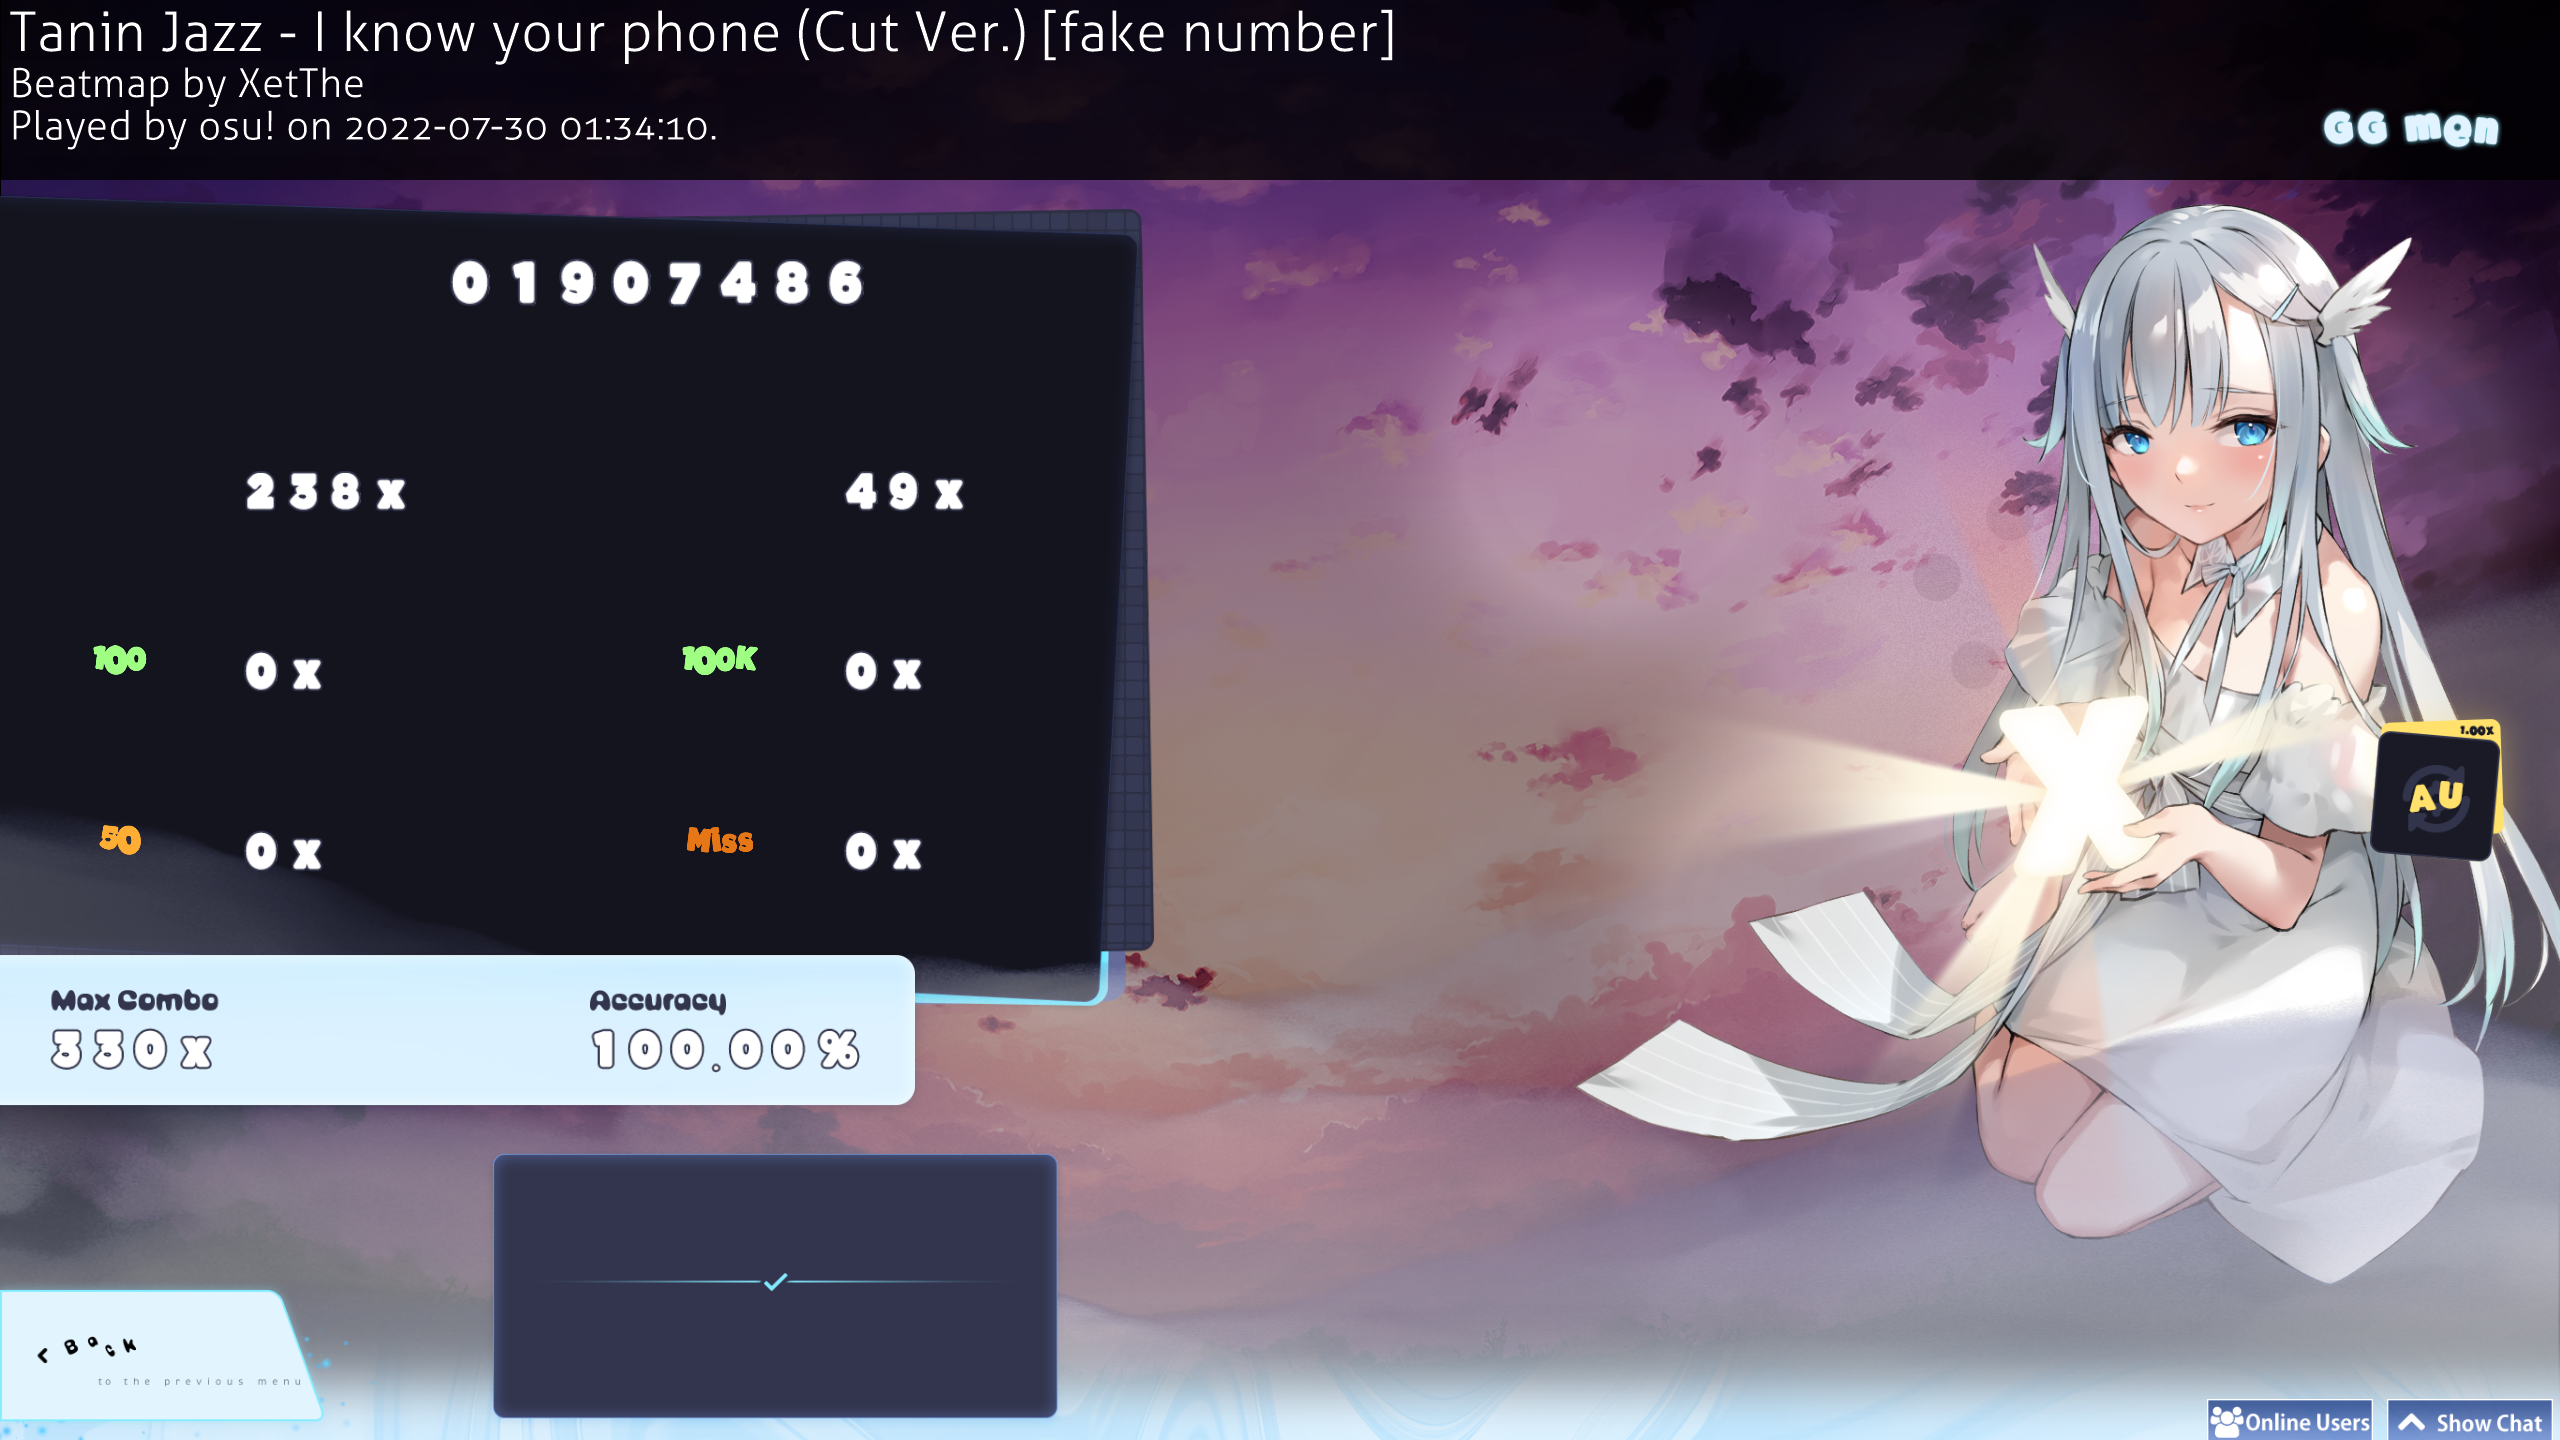 Tanin Jazz - I know your phone (Cut Ver.) [fake number]
Beatmap by XetThe
Played by osu! on 2022-07-30 01:34:10.
GG men
01907486
238x 49x
100 0x 100K 0x
50 0x Miss 0x
Max Combo Accuracy
330x 100.00%
X
1.00x
AU
< Back
to the previous menu
Online Users Show Chat